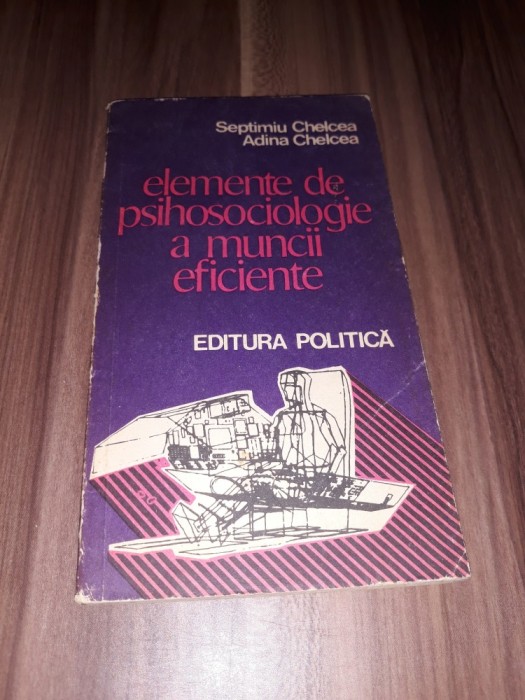 Septimiu Chelcea
Adina Chelcea
elemente de
psihosociologie
a muncii
eficiente
EDITURA POLITICĂ